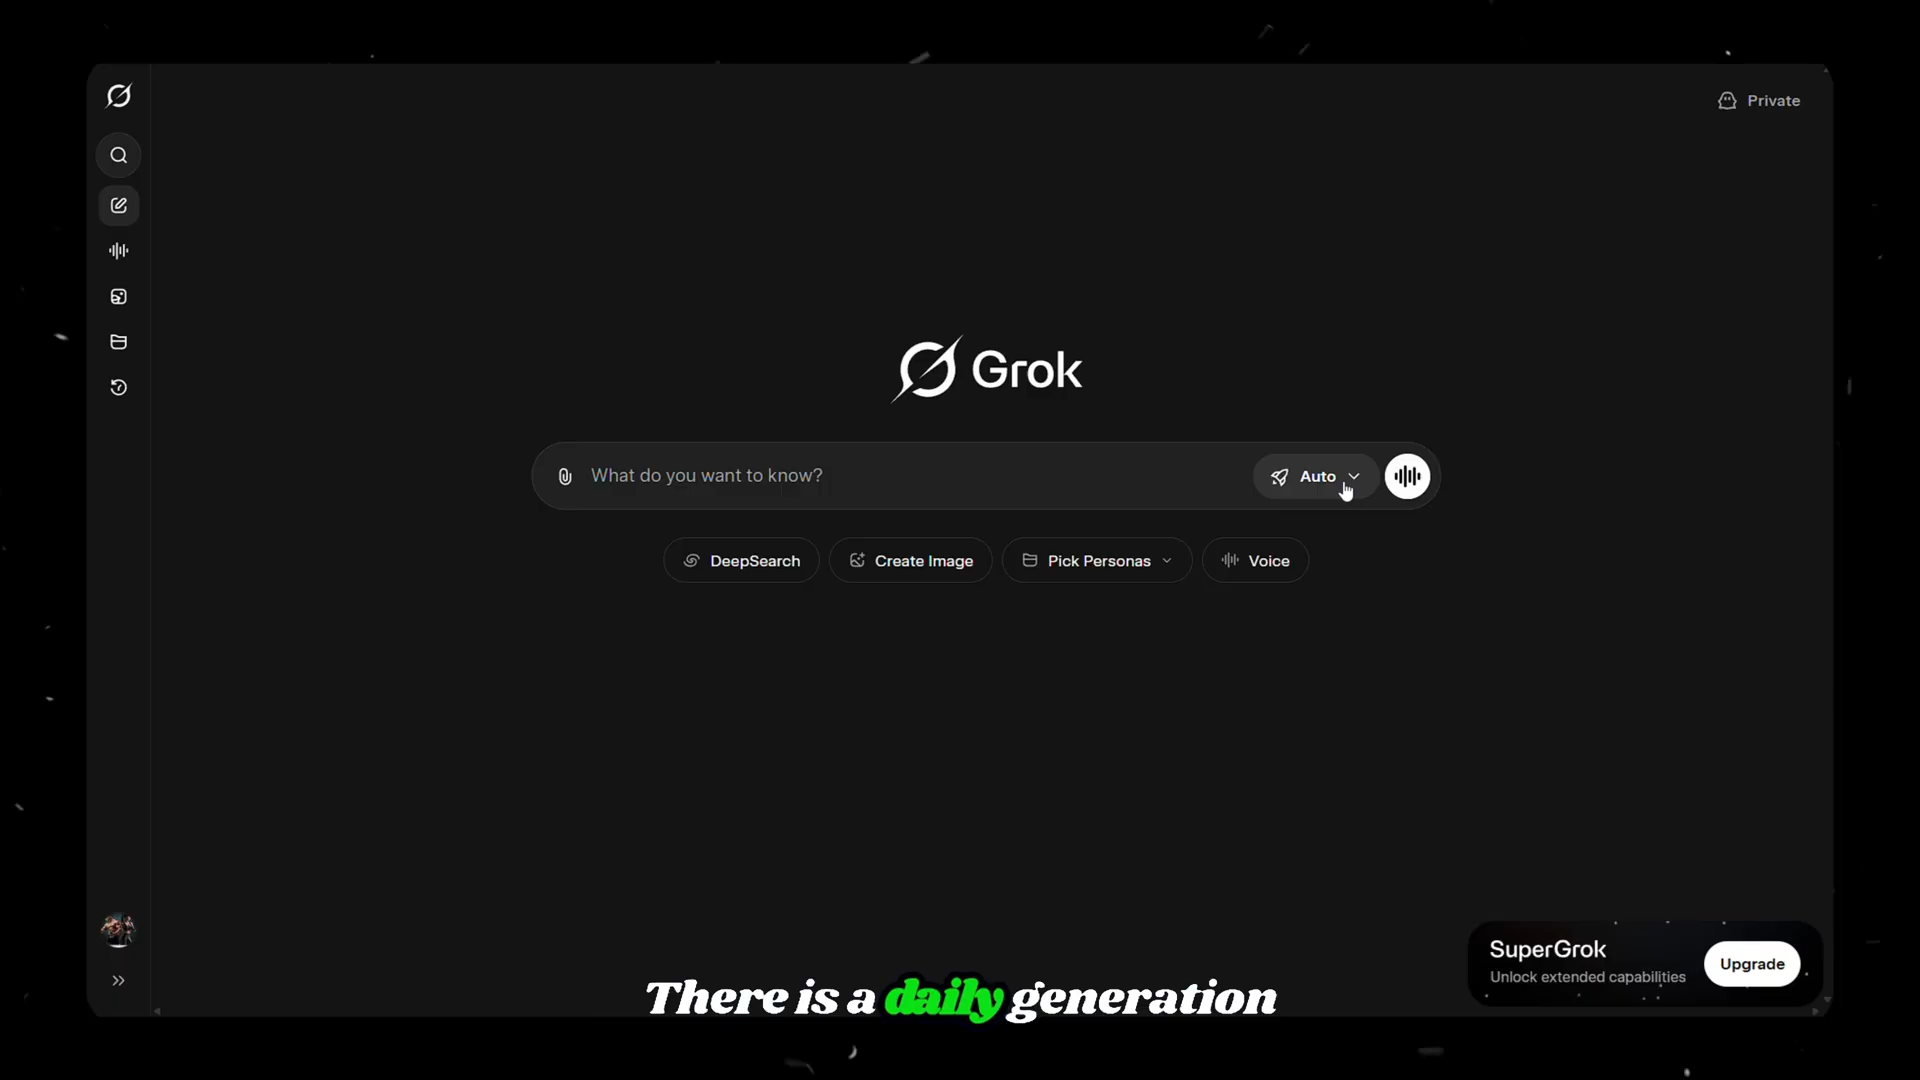 Private
Grok
What do you want to know?
Auto
DeepSearch
Create Image
Pick Personas
Voice
SuperGrok
Unlock extended capabilities
Upgrade
There is a daily generation